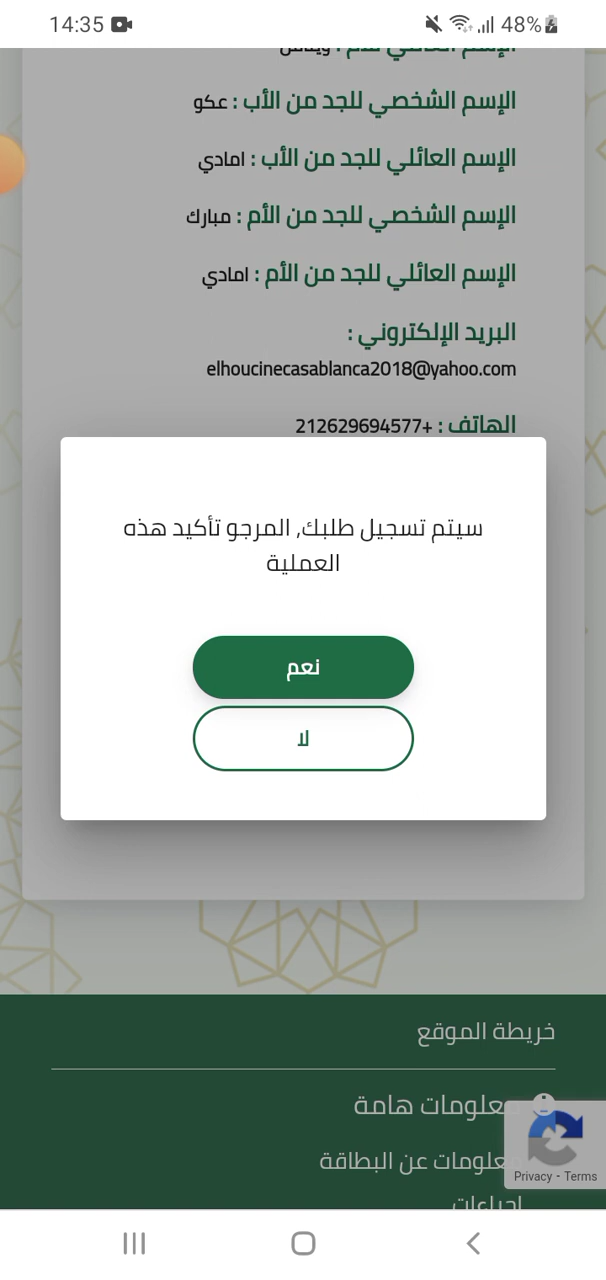 14:35
48%
الإسم الشخصي للجد من الأب : عكو
الإسم العائلي للجد من الأب : امادي
الإسم الشخصي للجد من الأم : مبارك
الإسم العائلي للجد من الأم : امادي
البريد الإلكتروني :
elhoucinecasablanca2018@yahoo.com
الهاتف : +212629694577
سيتم تسجيل طلبك, المرجو تأكيد هذه
العملية
نعم
لا
خريطة الموقع
معلومات هامة
معلومات عن البطاقة
Privacy - Terms